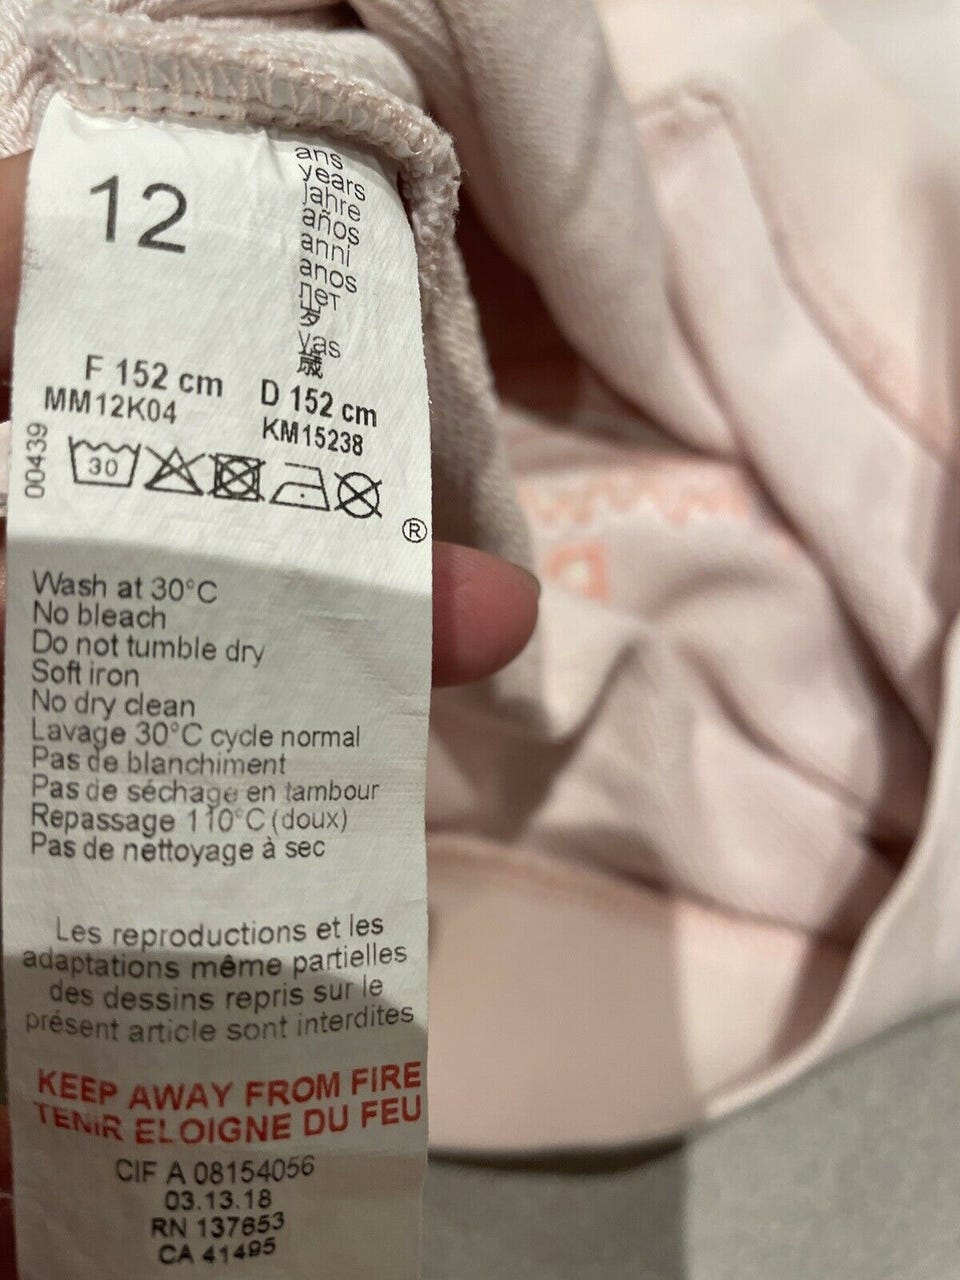 12
ans
years
Jahre
años
anni
anos
лет
岁
yas
歳
F 152 cm
MM12K04
D 152 cm
KM15238
00439
30
®
Wash at 30°C
No bleach
Do not tumble dry
Soft iron
No dry clean
Lavage 30°C cycle normal
Pas de blanchiment
Pas de séchage en tambour
Repassage 110°C (doux)
Pas de nettoyage à sec
Les reproductions et les
adaptations même partielles
des dessins repris sur le
présent article sont interdites
KEEP AWAY FROM FIRE
TENIR ELOIGNE DU FEU
CIF A 08154056
03.13.18
RN 137653
CA 41495